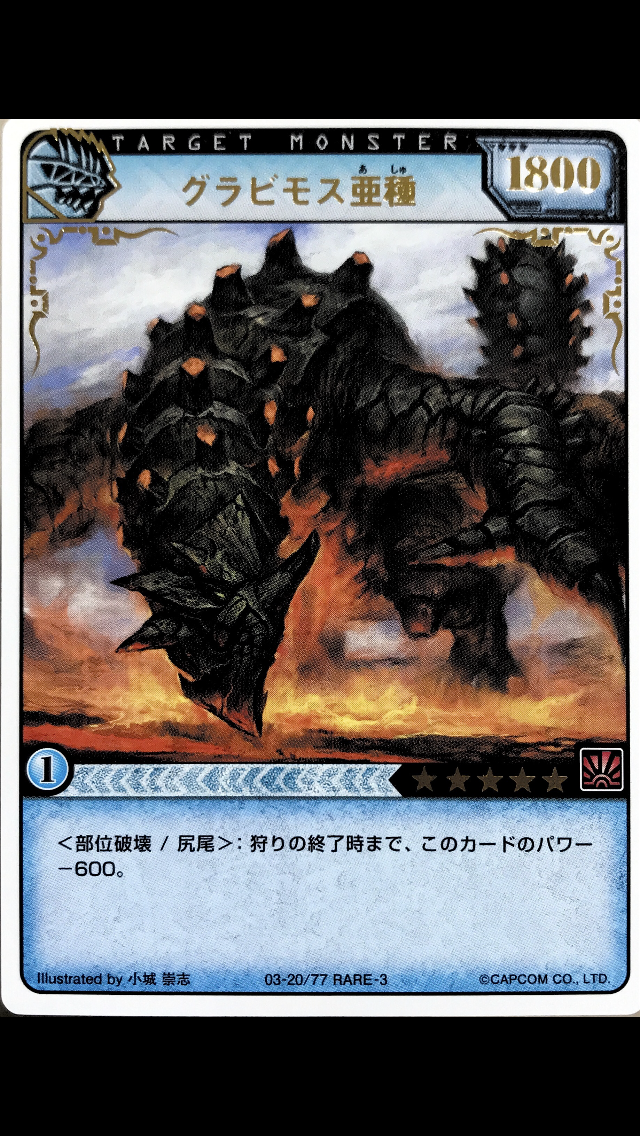 TARGET MONSTER
グラビモス亜種
あ しゅ
1800
1
<部位破壊 / 尻尾>：狩りの終了時まで、このカードのパワー
−600。
Illustrated by 小城 崇志
03-20/77 RARE-3
©CAPCOM CO., LTD.